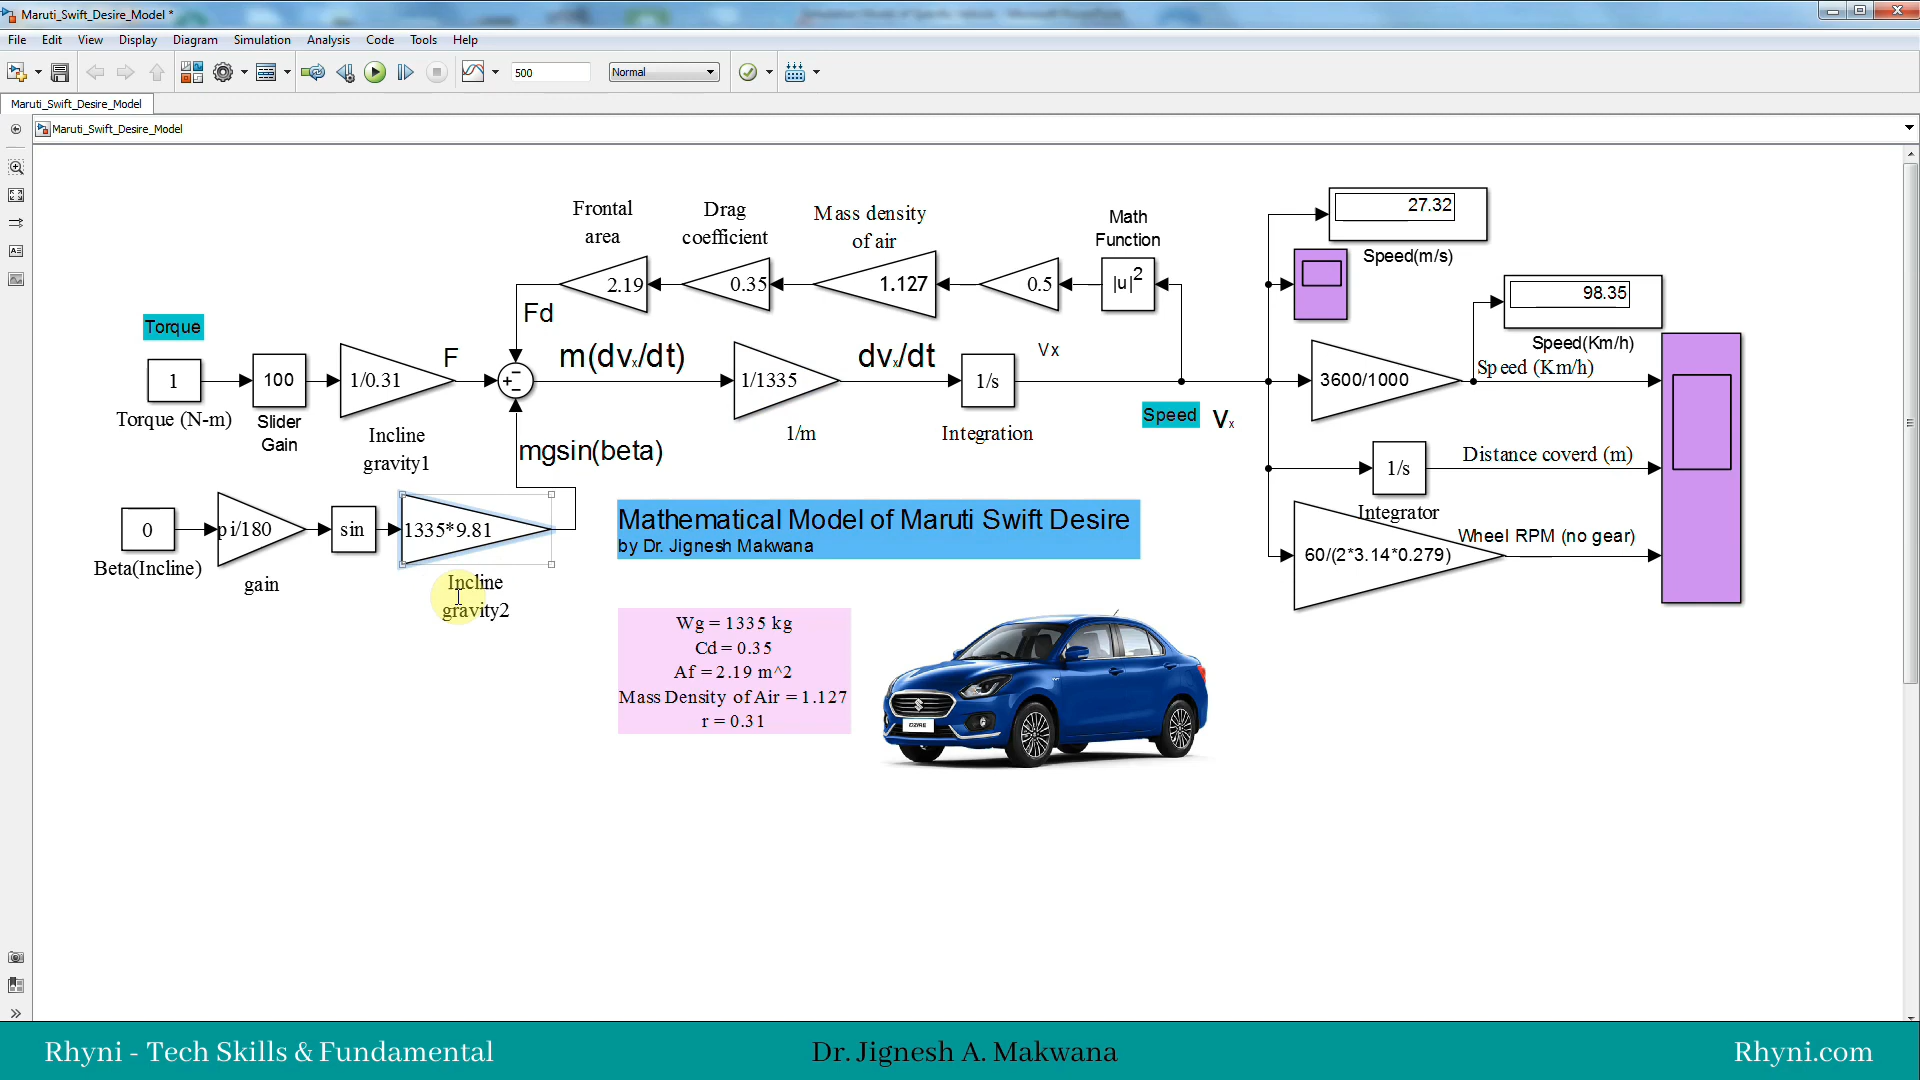 Maruti_Swift_Desire_Model *
File Edit View Display Diagram Simulation Analysis Code Tools Help
500
Normal
Maruti_Swift_Desire_Model
Maruti_Swift_Desire_Model
Frontal
area
Drag
coefficient
Mass density
of air
Math
Function
27.32
Speed(m/s)
2.19
0.35
1.127
0.5
|u|2
98.35
Speed(Km/h)
Fd
Torque
1
Torque (N-m)
100
Slider
Gain
1/0.31
Incline
gravity1
F
m(dvx/dt)
1/1335
1/m
dvx/dt
1/s
Integration
Vx
Speed
Vx
3600/1000
Speed (Km/h)
mgsin(beta)
1/s
Integrator
Distance coverd (m)
0
Beta(Incline)
pi/180
gain
sin
1335*9.81
Incline
gravity2
Mathematical Model of Maruti Swift Desire
by Dr. Jignesh Makwana
60/(2*3.14*0.279)
Wheel RPM (no gear)
Wg = 1335 kg
Cd = 0.35
Af = 2.19 m^2
Mass Density of Air = 1.127
r = 0.31
DZIRE
Rhyni - Tech Skills & Fundamental
Dr. Jignesh A. Makwana
Rhyni.com